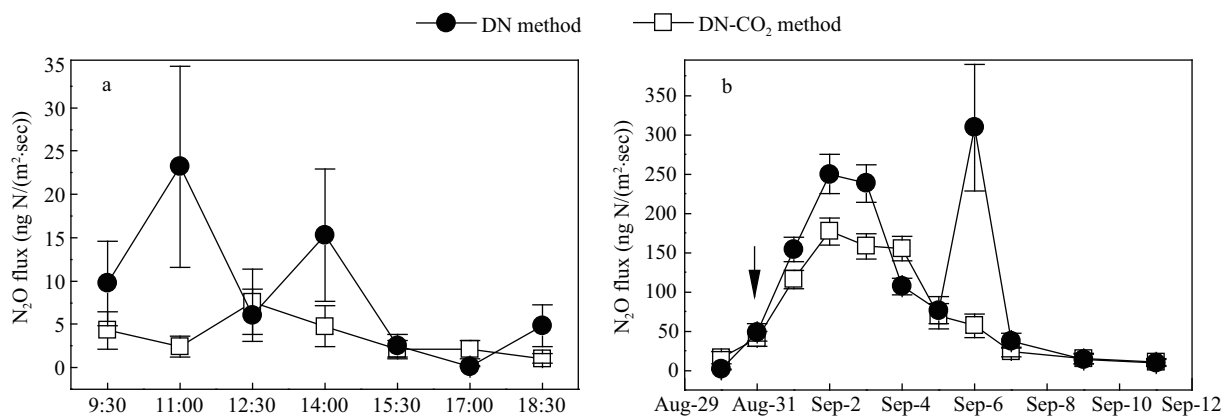 DN method DN-CO₂ method
a
N₂O flux (ng N/(m²·sec))
35
30
25
20
15
10
5
0
9:30 11:00 12:30 14:00 15:30 17:00 18:30
b
N₂O flux (ng N/(m²·sec))
350
300
250
200
150
100
50
0
Aug-29 Aug-31 Sep-2 Sep-4 Sep-6 Sep-8 Sep-10 Sep-12